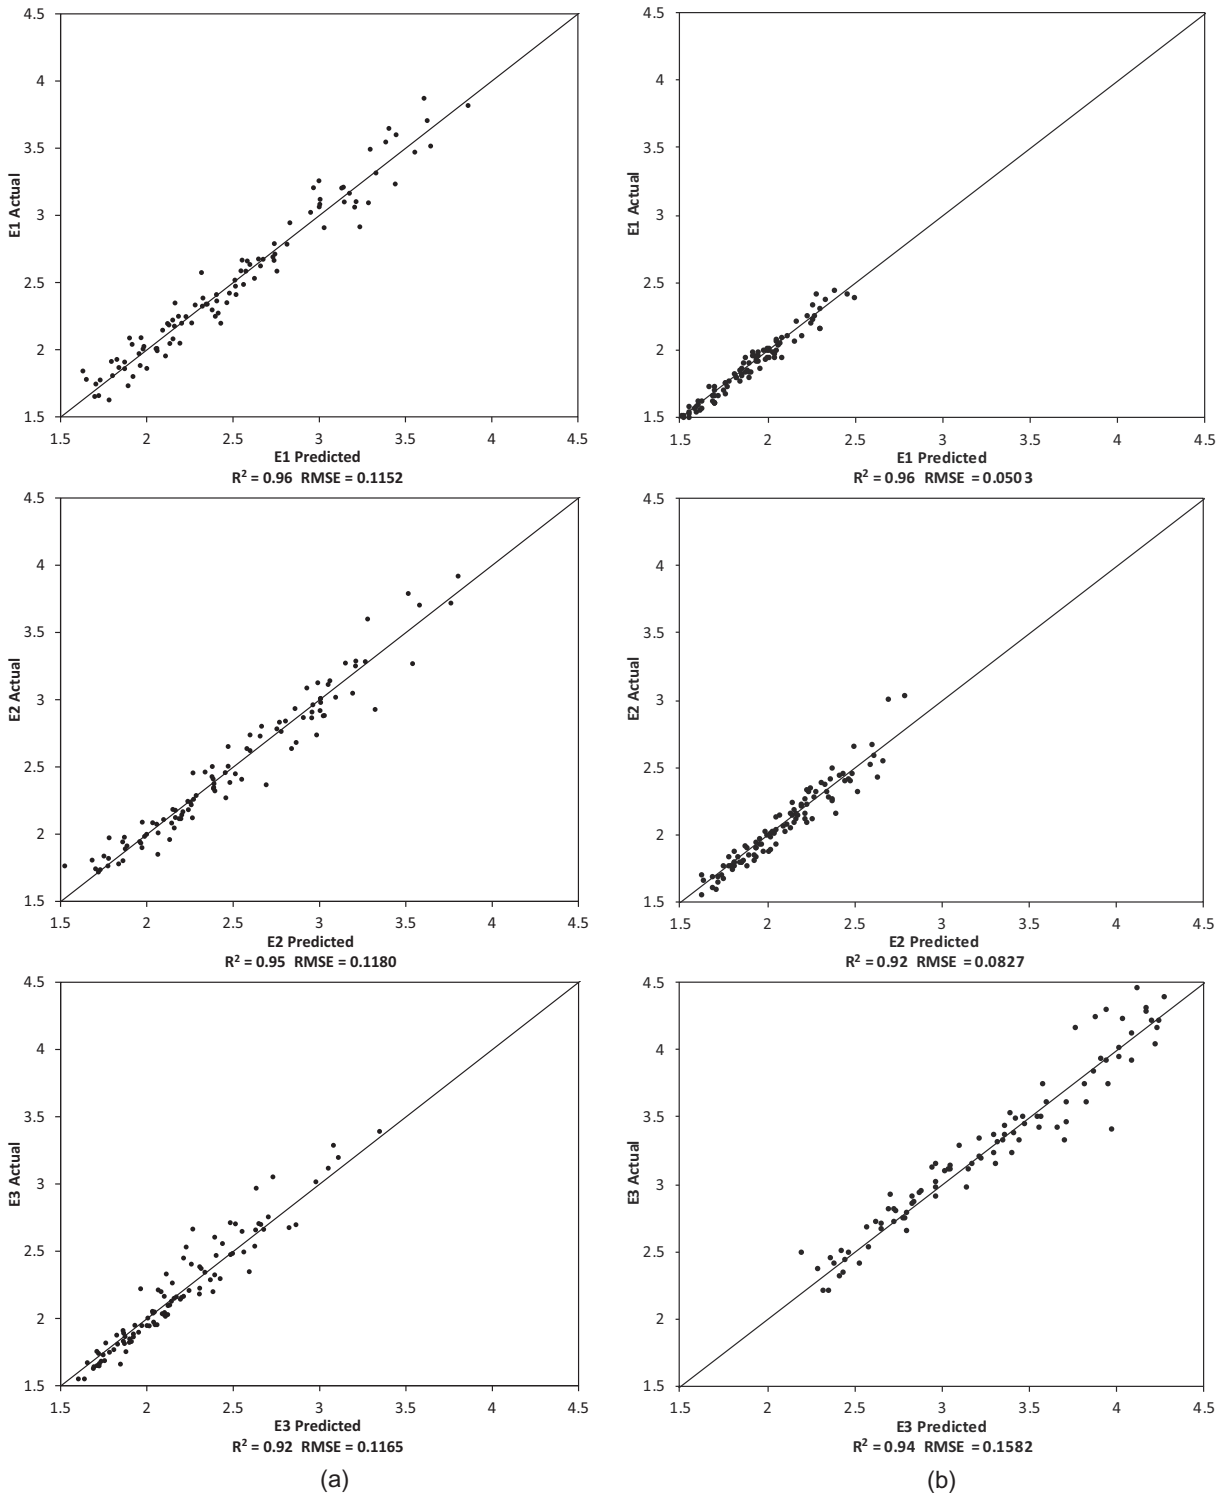 4.5
4
3.5
3
2.5
2
1.5
E1 Actual
1.5 2 2.5 3 3.5 4 4.5
E1 Predicted
R² = 0.96 RMSE = 0.1152
4.5
4
3.5
3
2.5
2
1.5
E1 Actual
1.5 2 2.5 3 3.5 4 4.5
E1 Predicted
R² = 0.96 RMSE = 0.0503
4.5
4
3.5
3
2.5
2
1.5
E2 Actual
1.5 2 2.5 3 3.5 4 4.5
E2 Predicted
R² = 0.95 RMSE = 0.1180
4.5
4
3.5
3
2.5
2
1.5
E2 Actual
1.5 2 2.5 3 3.5 4 4.5
E2 Predicted
R² = 0.92 RMSE = 0.0827
4.5
4
3.5
3
2.5
2
1.5
E3 Actual
1.5 2 2.5 3 3.5 4 4.5
E3 Predicted
R² = 0.92 RMSE = 0.1165
4.5
4
3.5
3
2.5
2
1.5
E3 Actual
1.5 2 2.5 3 3.5 4 4.5
E3 Predicted
R² = 0.94 RMSE = 0.1582
(a)
(b)